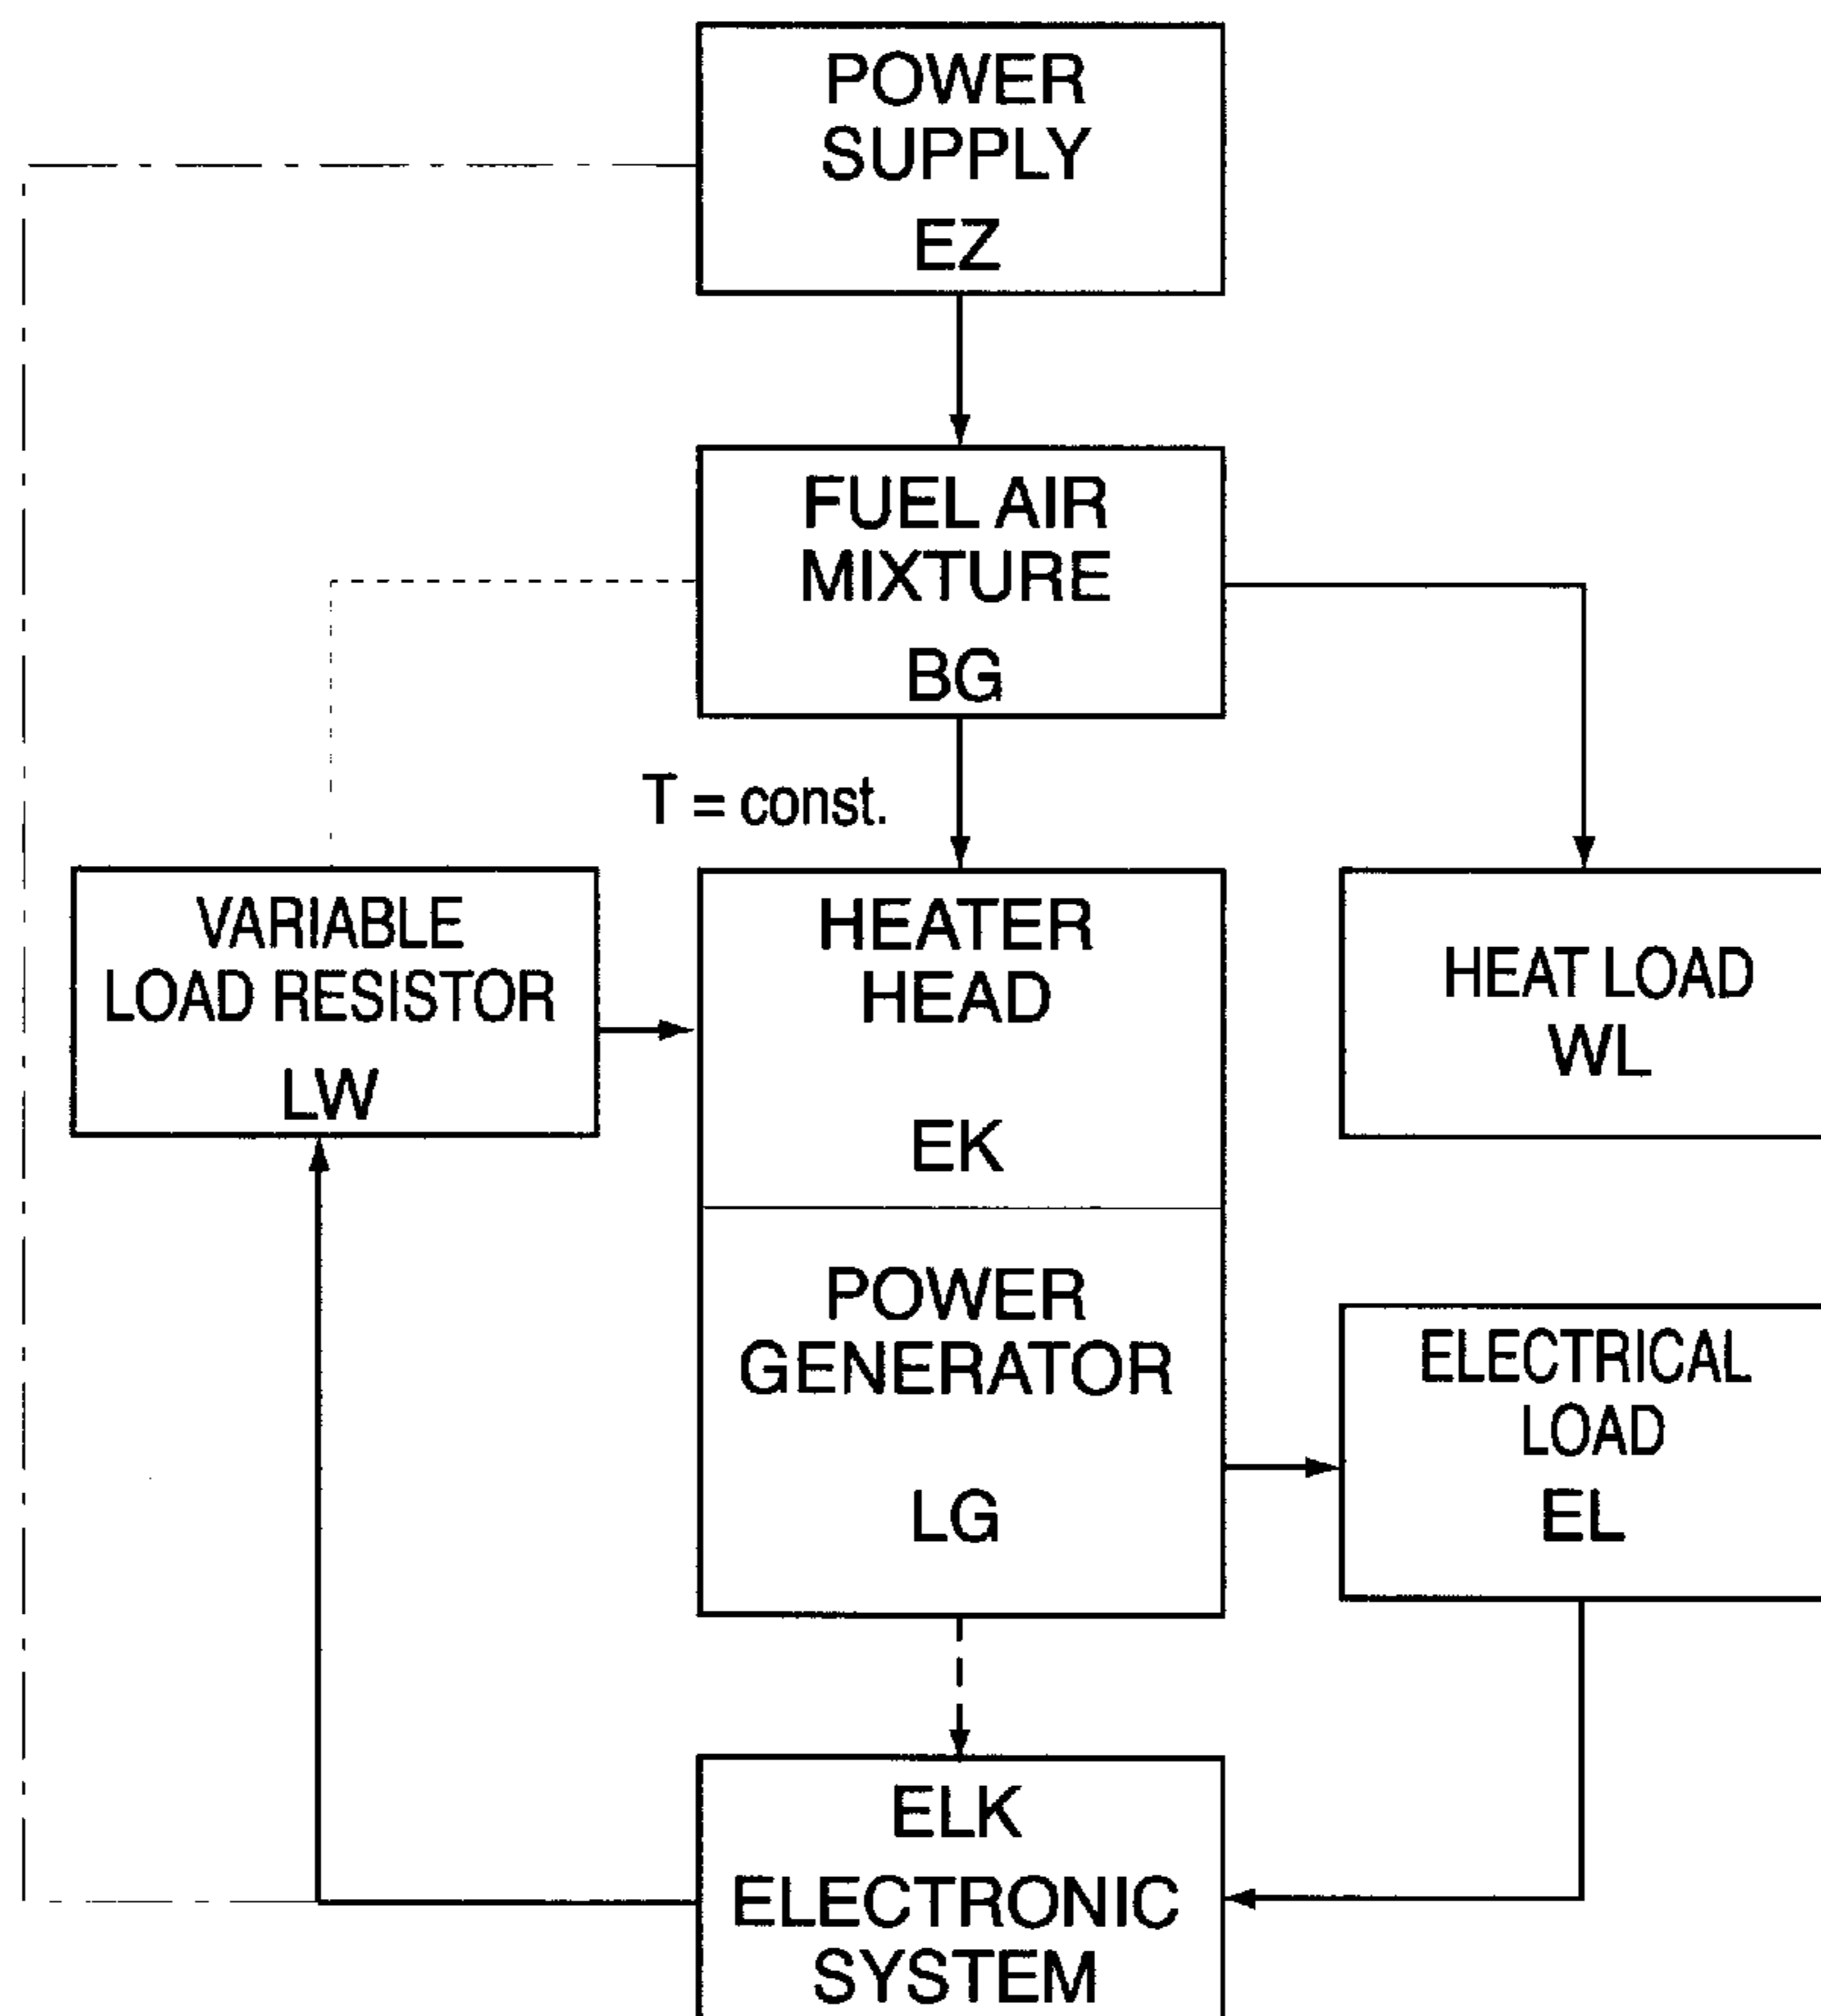 POWER
SUPPLY
EZ
FUEL AIR
MIXTURE
BG
T = const.
VARIABLE
LOAD RESISTOR
LW
HEATER
HEAD
EK
HEAT LOAD
WL
POWER
GENERATOR
LG
ELECTRICAL
LOAD
EL
ELK
ELECTRONIC
SYSTEM